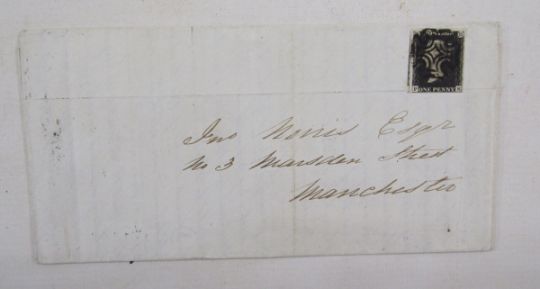 ONE PENNY
Jno Norris Esqr
No 3 Marsden Street
Manchester